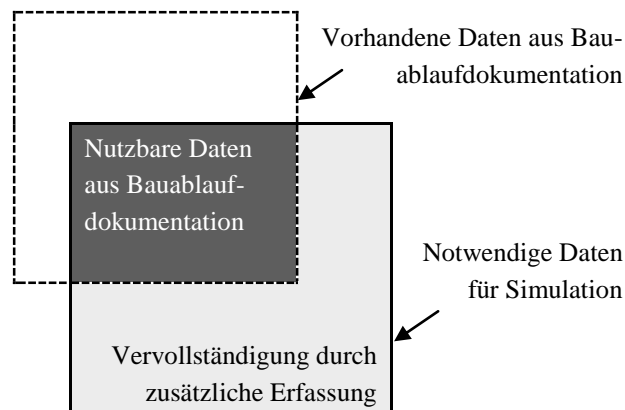 Vorhandene Daten aus Bau-
ablaufdokumentation
Nutzbare Daten
aus Bauablauf-
dokumentation
Notwendige Daten
für Simulation
Vervollständigung durch
zusätzliche Erfassung